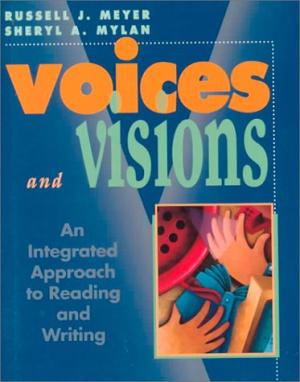 RUSSELL J. MEYER
SHERYL A. MYLAN
voices
and visions
An
Integrated
Approach
to Reading
and
Writing